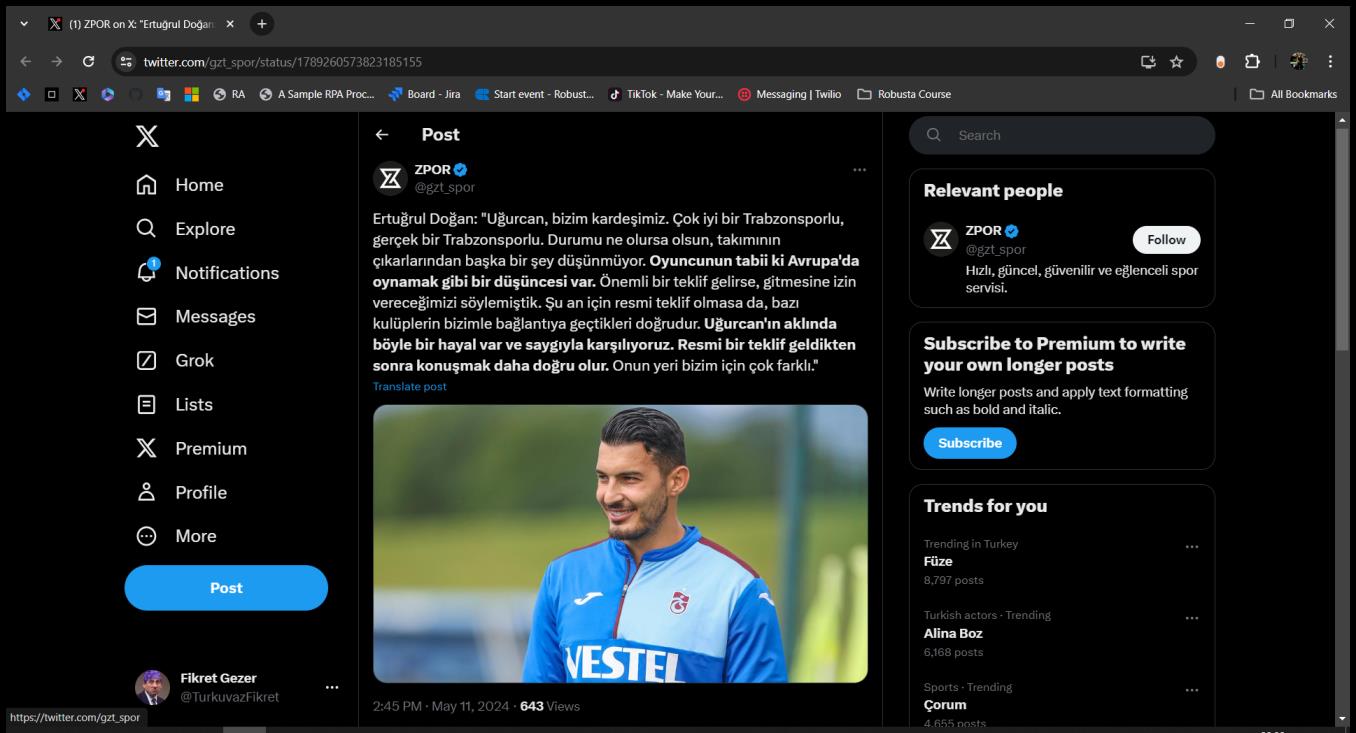 (1) ZPOR on X: "Ertuğrul Doğan:
twitter.com/gzt_spor/status/1789260573823185155
RA
A Sample RPA Proc...
Board - Jira
Start event - Robust...
TikTok - Make Your...
Messaging | Twilio
Robusta Course
All Bookmarks
Home
Explore
1
Notifications
Messages
Grok
Lists
Premium
Profile
More
Post
Fikret Gezer
@TurkuvazFikret
https://twitter.com/gzt_spor
Post
ZPOR
@gzt_spor
Ertuğrul Doğan: "Uğurcan, bizim kardeşimiz. Çok iyi bir Trabzonsporlu,
gerçek bir Trabzonsporlu. Durumu ne olursa olsun, takımının
çıkarlarından başka bir şey düşünmüyor. Oyuncunun tabii ki Avrupa'da
oynamak gibi bir düşüncesi var. Önemli bir teklif gelirse, gitmesine izin
vereceğimizi söylemiştik. Şu an için resmi teklif olmasa da, bazı
kulüplerin bizimle bağlantıya geçtikleri doğrudur. Uğurcan'ın aklında
böyle bir hayal var ve saygıyla karşılıyoruz. Resmi bir teklif geldikten
sonra konuşmak daha doğru olur. Onun yeri bizim için çok farklı."
Translate post
VESTEL
2:45 PM · May 11, 2024 · 643 Views
Search
Relevant people
ZPOR
@gzt_spor
Follow
Hızlı, güncel, güvenilir ve eğlenceli spor
servisi.
Subscribe to Premium to write
your own longer posts
Write longer posts and apply text formatting
such as bold and italic.
Subscribe
Trends for you
Trending in Turkey
Füze
8,797 posts
Turkish actors · Trending
Alina Boz
6,168 posts
Sports · Trending
Çorum
4,655 posts